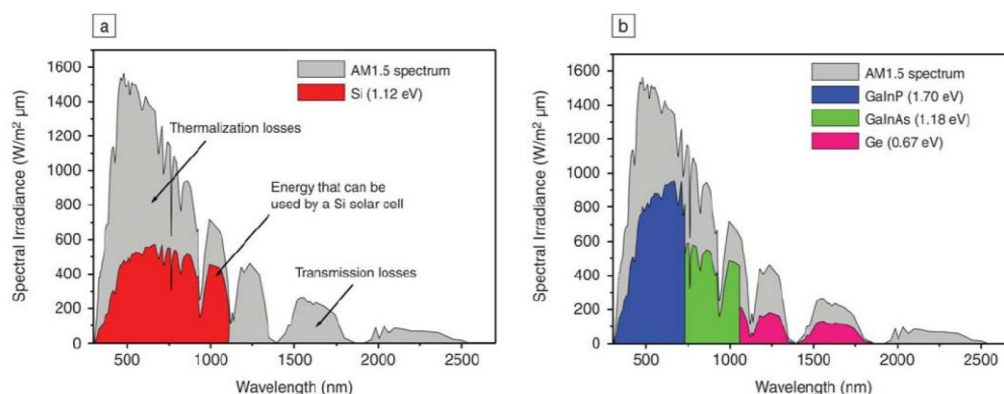 a
1600
1400
1200
1000
800
600
400
200
0
Spectral Irradiance (W/m² μm)
AM1.5 spectrum
Si (1.12 eV)
Thermalization losses
Energy that can be
used by a Si solar cell
Transmission losses
500
1000
1500
2000
2500
Wavelength (nm)
b
1600
1400
1200
1000
800
600
400
200
0
Spectral Irradiance (W/m² μm)
AM1.5 spectrum
GaInP (1.70 eV)
GaInAs (1.18 eV)
Ge (0.67 eV)
500
1000
1500
2000
2500
Wavelength (nm)